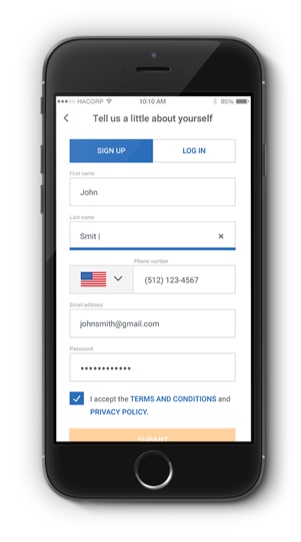 HACORP 10:10 AM 95%
Tell us a little about yourself
SIGN UP LOG IN
First name
John
Last name
Smit
Phone number
(512) 123-4567
Email address
johnsmith@gmail.com
Password
I accept the TERMS AND CONDITIONS and
PRIVACY POLICY.
SUBMIT